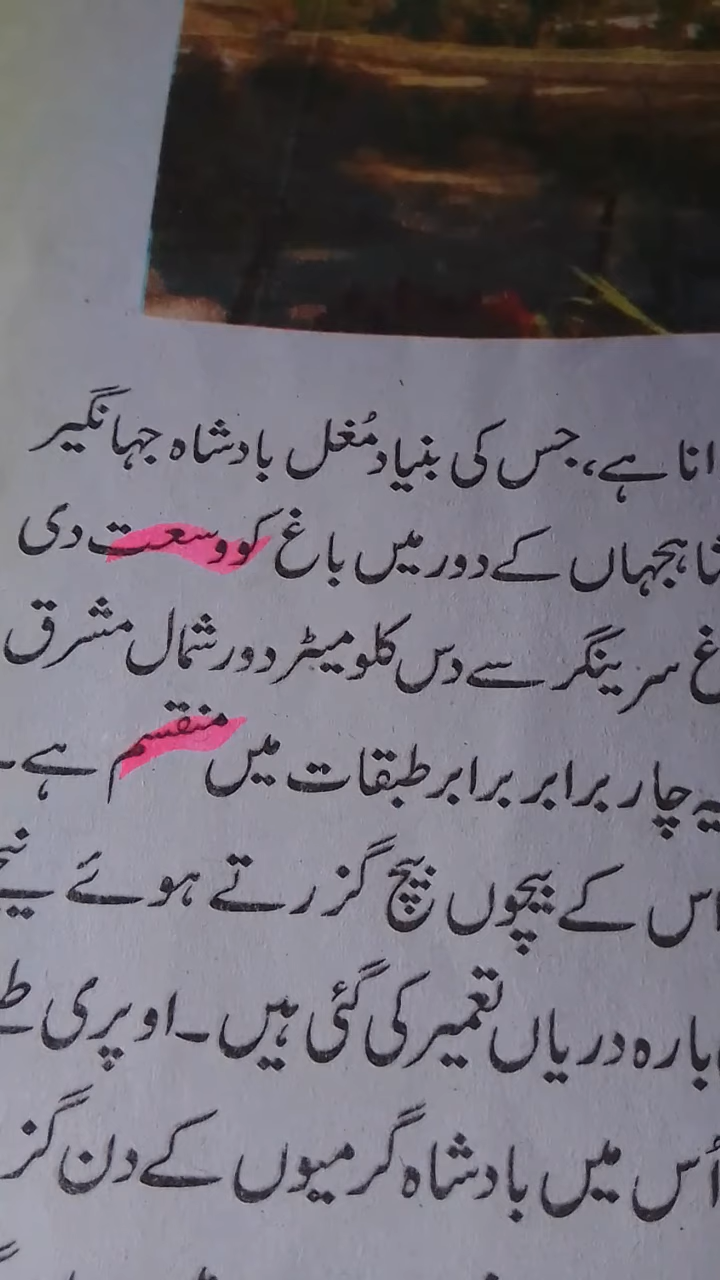 انا ہے، جس کی بنیاد مُغل بادشاہ جہانگیر
شاہجہاں کے دور میں باغ کو وسعت دی
غ سرینگر سے دس کلومیٹر دور شمال مشرق
یہ چار برابر برابر طبقات میں منقسم ہے۔
اس کے بیچوں بیچ گزرتے ہوئے
بارہ دریاں تعمیر کی گئی ہیں۔ اوپری
اُس میں بادشاہ گرمیوں کے دن گز